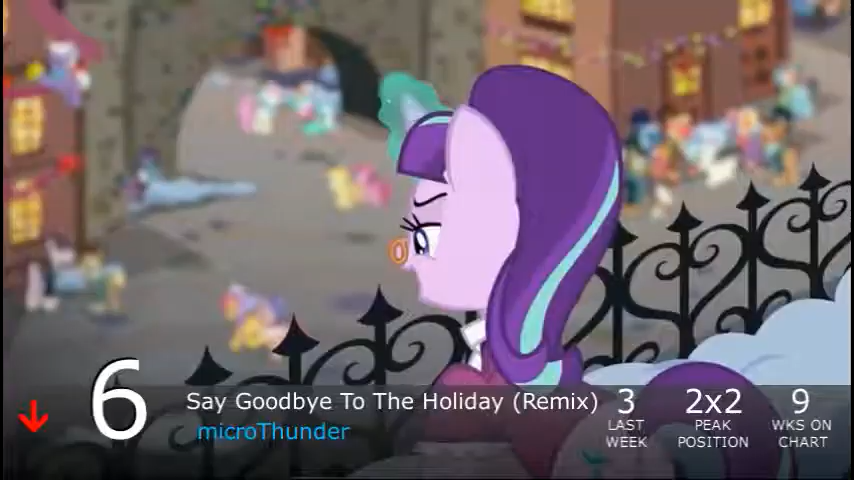 6
Say Goodbye To The Holiday (Remix)
microThunder
3
LAST
WEEK
2x2
PEAK
POSITION
9
WKS ON
CHART